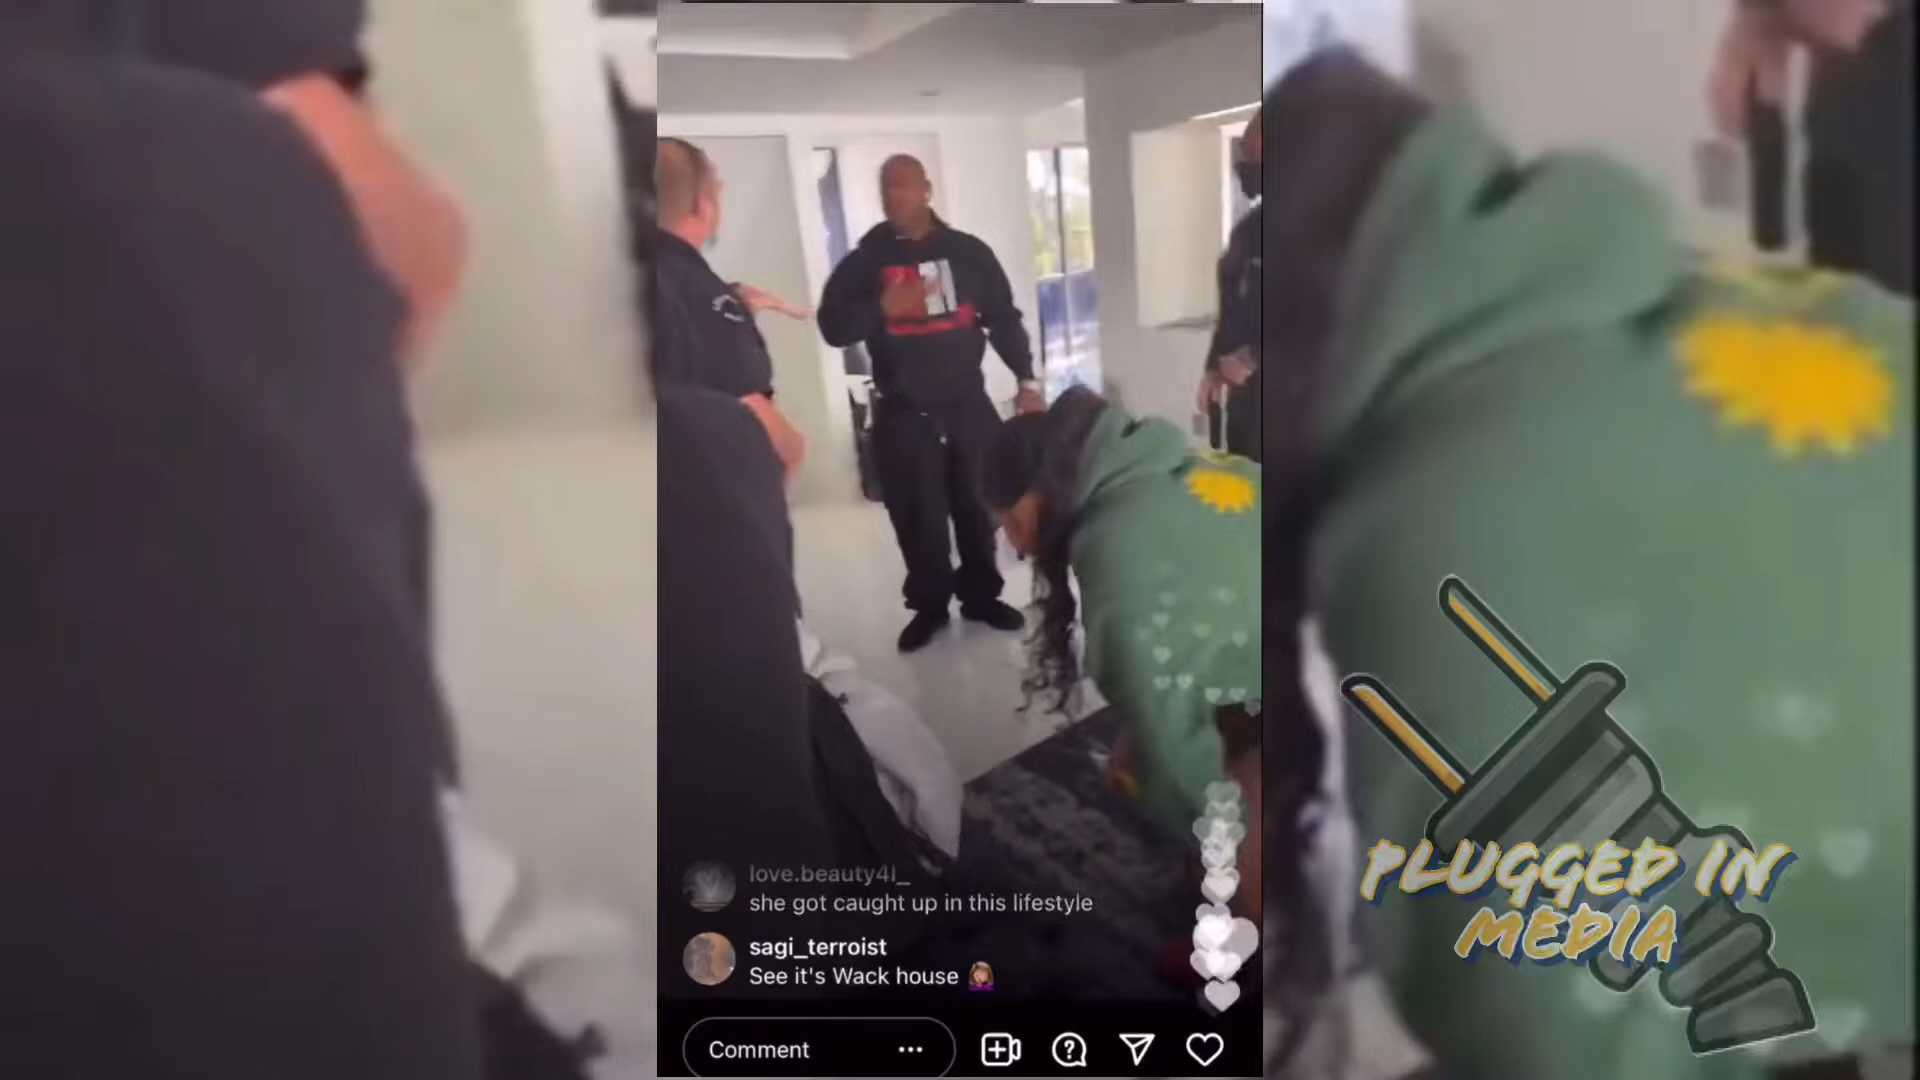 love.beauty4l_
she got caught up in this lifestyle
sagi_terroist
See it's Wack house
Comment
PLUGGED IN
MEDIA